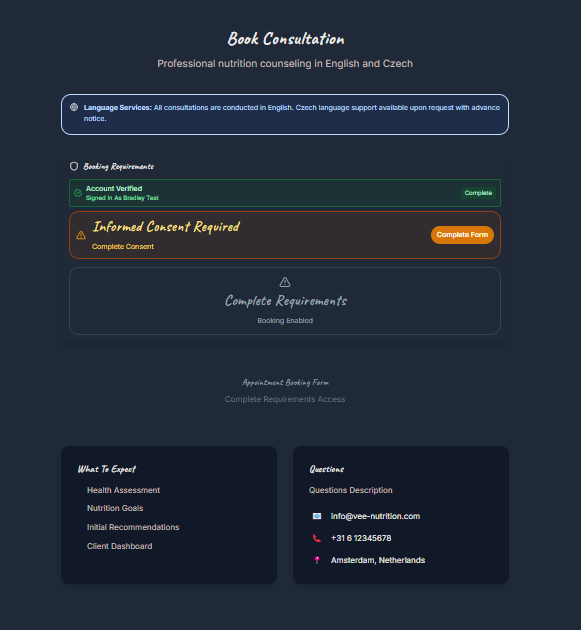 Book Consultation
Professional nutrition counseling in English and Czech
Language Services: All consultations are conducted in English. Czech language support available upon request with advance
notice.
Booking Requirements
Account Verified
Signed in As Bradley Test
Complete
Informed Consent Required
Complete Consent
Complete Form
Complete Requirements
Booking Enabled
Appointment Booking Form
Complete Requirements Access
What To Expect
Health Assessment
Nutrition Goals
Initial Recommendations
Client Dashboard
Questions
Questions Description
info@vee-nutrition.com
+31 6 12345678
Amsterdam, Netherlands